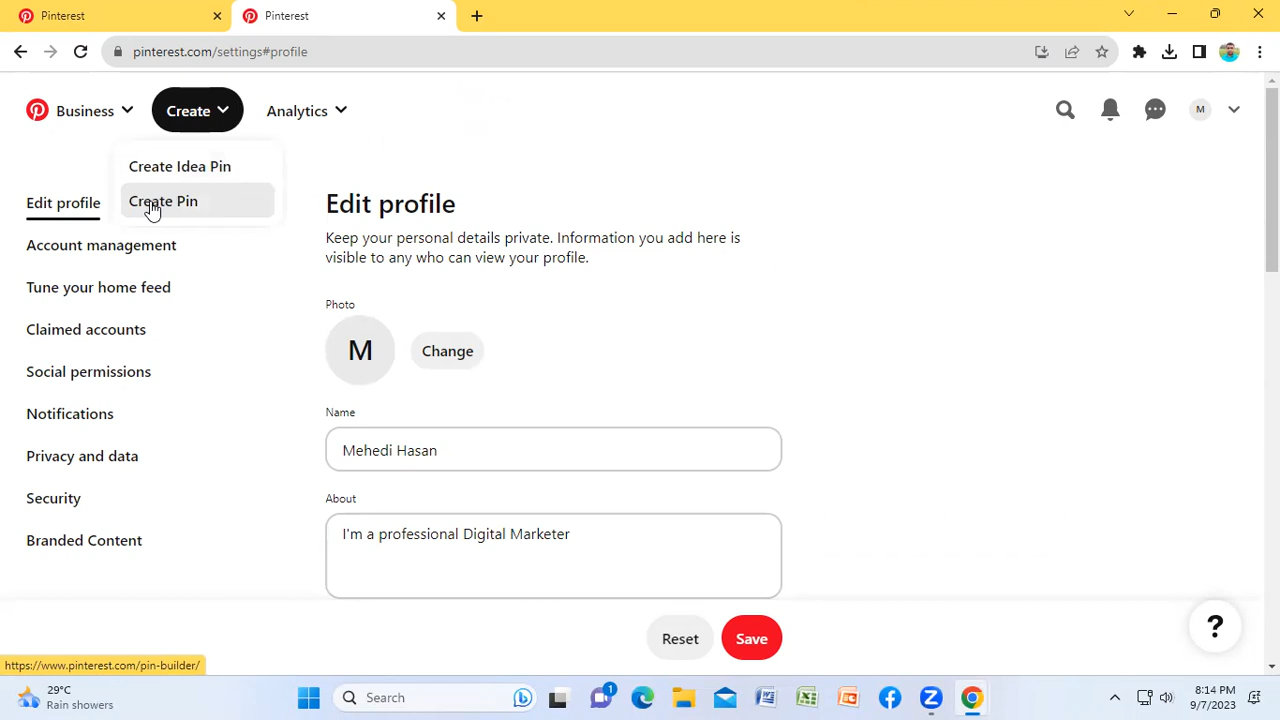 Pinterest
Pinterest
pinterest.com/settings#profile
Business
Create
Analytics
M
Create Idea Pin
Create Pin
Edit profile
Account management
Tune your home feed
Claimed accounts
Social permissions
Notifications
Privacy and data
Security
Branded Content
Edit profile
Keep your personal details private. Information you add here is
visible to any who can view your profile.
Photo
M
Change
Name
Mehedi Hasan
About
I'm a professional Digital Marketer
Reset
Save
?
https://www.pinterest.com/pin-builder/
29°C
Rain showers
Search
1
8:14 PM
9/7/2023